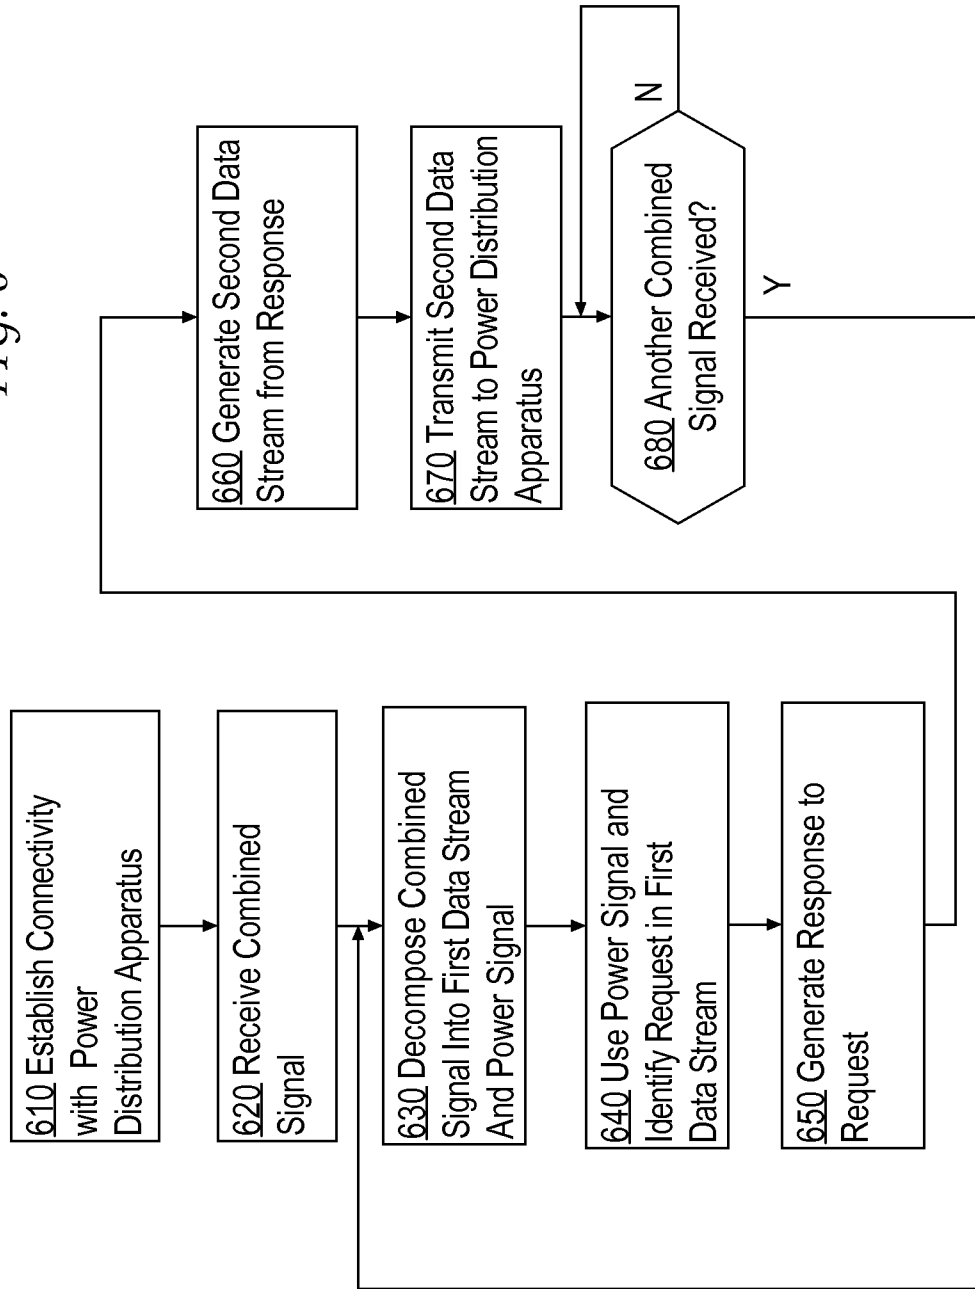 Fig. 6
610 Establish Connectivity
with Power
Distribution Apparatus
620 Receive Combined
Signal
630 Decompose Combined
Signal Into First Data Stream
And Power Signal
640 Use Power Signal and
Identify Request in First
Data Stream
650 Generate Response to
Request
660 Generate Second Data
Stream from Response
670 Transmit Second Data
Stream to Power Distribution
Apparatus
680 Another Combined
Signal Received?
N
Y